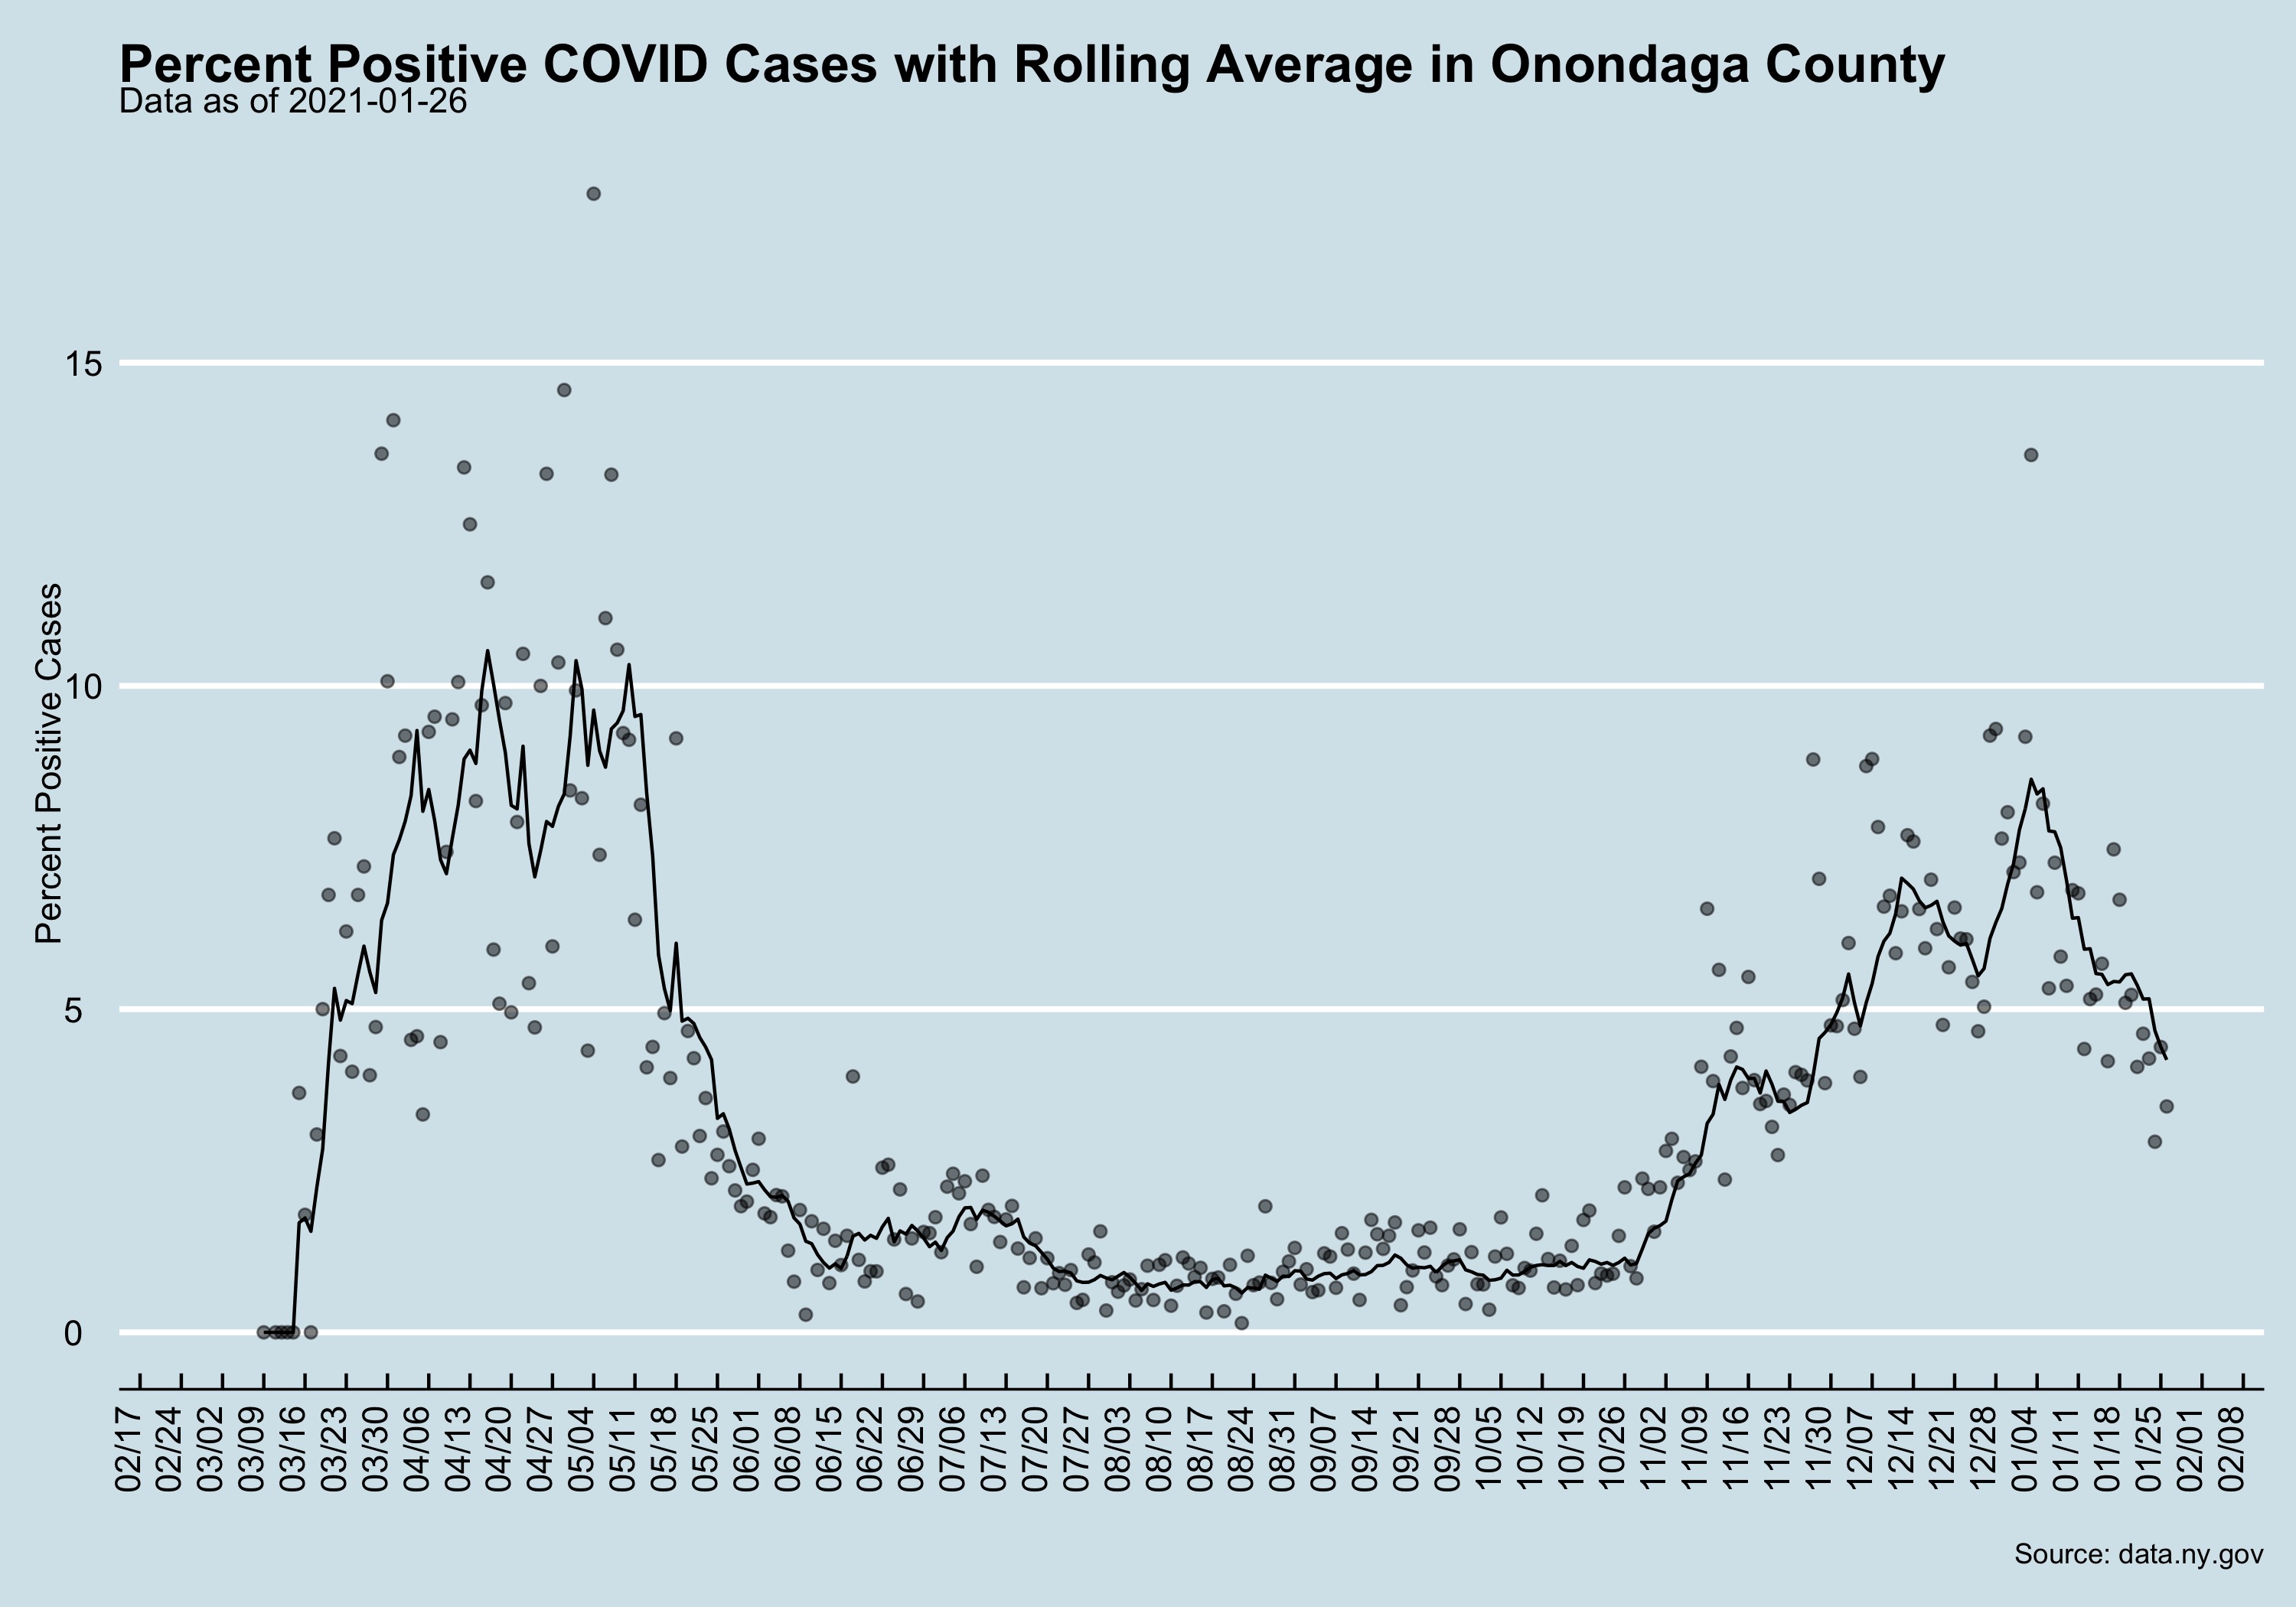 Percent Positive COVID Cases with Rolling Average in Onondaga County
Data as of 2021-01-26
Percent Positive Cases
15
10
5
0
02/17 02/24 03/02 03/09 03/16 03/23 03/30 04/06 04/13 04/20 04/27 05/04 05/11 05/18 05/25 06/01 06/08 06/15 06/22 06/29 07/06 07/13 07/20 07/27 08/03 08/10 08/17 08/24 08/31 09/07 09/14 09/21 09/28 10/05 10/12 10/19 10/26 11/02 11/09 11/16 11/23 11/30 12/07 12/14 12/21 12/28 01/04 01/11 01/18 01/25 02/01 02/08
Source: data.ny.gov